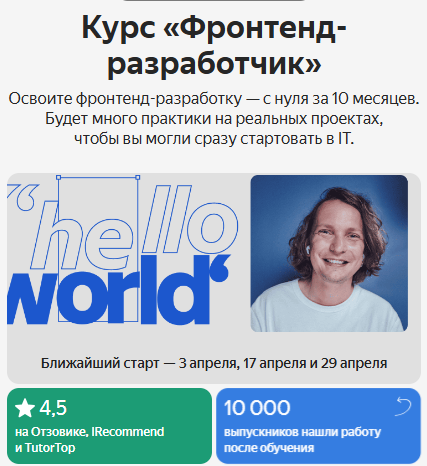 Курс «Фронтенд-
разработчик»
Освоите фронтенд-разработку — с нуля за 10 месяцев.
Будет много практики на реальных проектах,
чтобы вы могли сразу стартовать в IT.
“hello
world‘
Ближайший старт — 3 апреля, 17 апреля и 29 апреля
4,5
на Отзовике, IRecommend
и TutorTop
10 000
выпускников нашли работу
после обучения